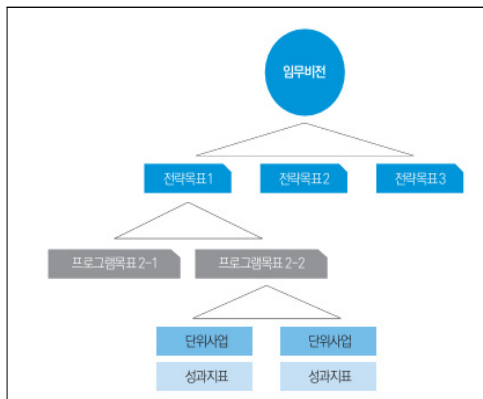 임무비전
전략목표1 전략목표2 전략목표3
프로그램목표2-1 프로그램목표2-2
단위사업 단위사업
성과지표 성과지표